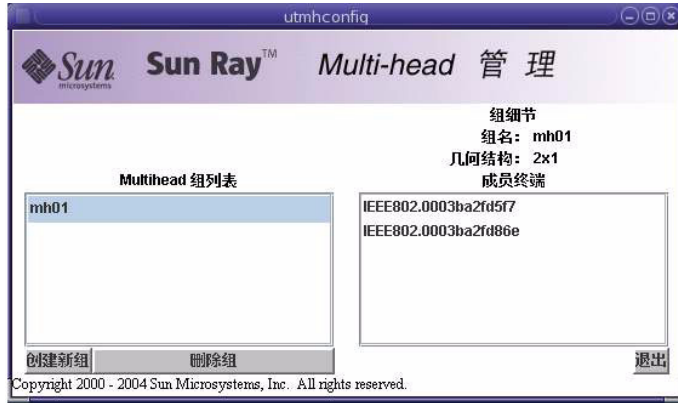 utmhconfig
Sun microsystems Sun Ray™ Multi-head 管理
组细节
组名： mh01
几何结构： 2x1
Multihead 组列表
成员终端
mh01
IEEE802.0003ba2fd5f7
IEEE802.0003ba2fd86e
创建新组 删除组 退出
Copyright 2000 - 2004 Sun Microsystems, Inc. All rights reserved.